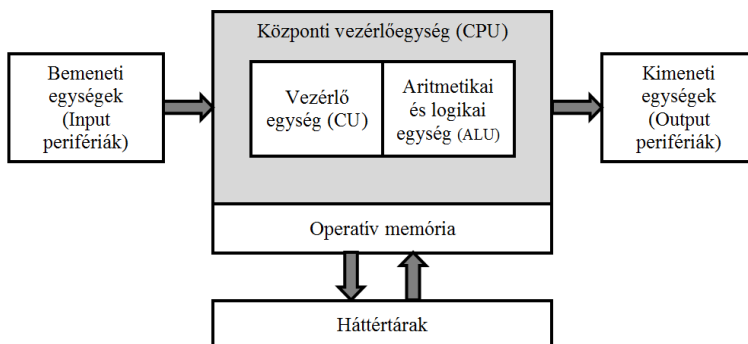 Központi vezérlőegység (CPU)
Bemeneti
egységek
(Input
perifériák)
Vezérlő
egység (CU)
Aritmetikai
és logikai
egység (ALU)
Kimeneti
egységek
(Output
perifériák)
Operatív memória
Háttértárak